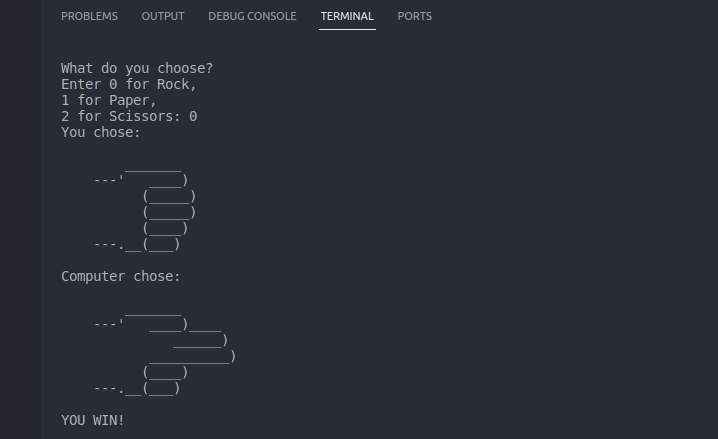 PROBLEMS OUTPUT DEBUG CONSOLE TERMINAL PORTS
What do you choose?
Enter 0 for Rock,
1 for Paper,
2 for Scissors: 0
You chose:
        _______
    ---'   ____)
          (_____)
          (_____)
          (____)
    ---.__(___)
Computer chose:
        _______
    ---'   ____)____
              ______)
           __________)
          (____)
    ---.__(___)
YOU WIN!